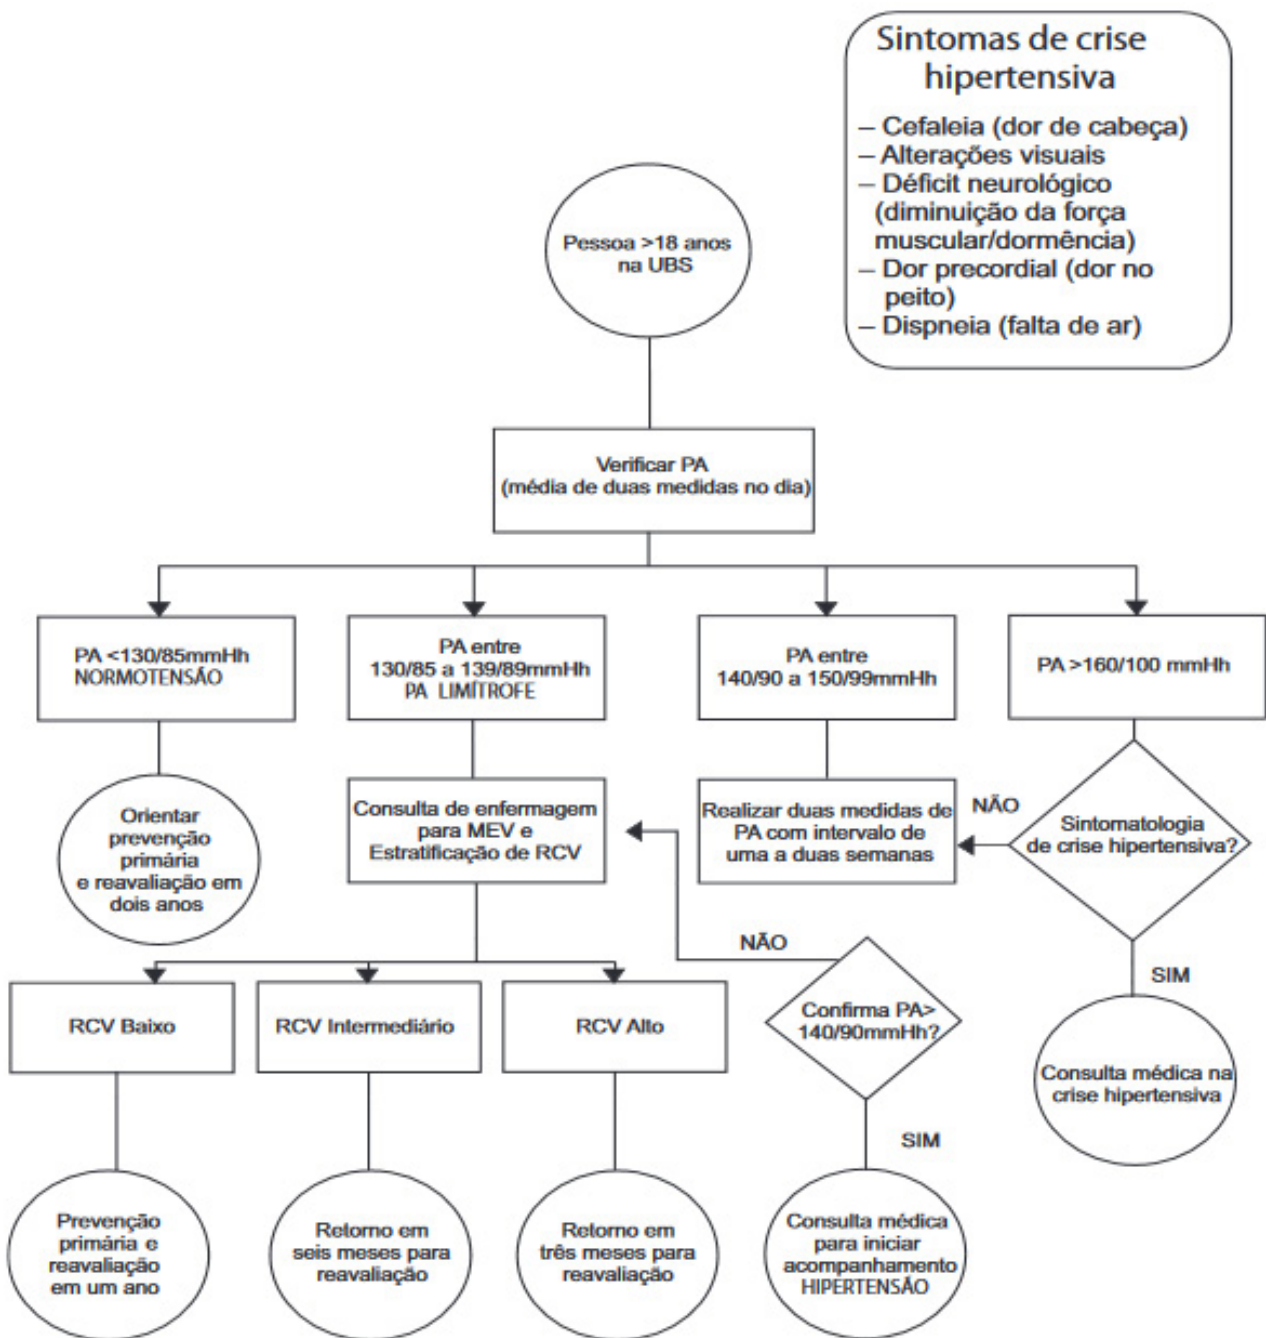 Sintomas de crise
hipertensiva
– Cefaleia (dor de cabeça)
– Alterações visuais
– Déficit neurológico
(diminuição da força
muscular/dormência)
– Dor precordial (dor no
peito)
– Dispneia (falta de ar)
Pessoa >18 anos
na UBS
Verificar PA
(média de duas medidas no dia)
PA <130/85mmHh
NORMOTENSÃO
PA entre
130/85 a 139/89mmHh
PA LIMÍTROFE
PA entre
140/90 a 150/99mmHh
PA >160/100 mmHh
Orientar
prevenção
primária
e reavaliação em
dois anos
Consulta de enfermagem
para MEV e
Estratificação de RCV
Realizar duas medidas de
PA com intervalo de
uma a duas semanas
NÃO
Sintomatologia
de crise hipertensiva?
NÃO
SIM
RCV Baixo
RCV Intermediário
RCV Alto
Confirma PA>
140/90mmHh?
Consulta médica na
crise hipertensiva
SIM
Prevenção
primária e
reavaliação
em um ano
Retorno em
seis meses para
reavaliação
Retorno em
três meses para
reavaliação
Consulta médica
para iniciar
acompanhamento
HIPERTENSÃO